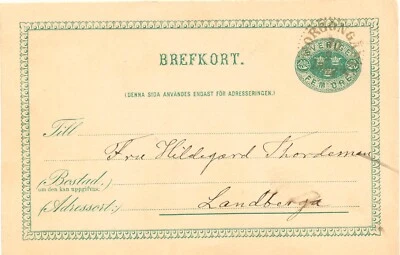 SVERIGE
FEM ÖRE
BREFKORT.
(DENNA SIDA ANVÄNDES ENDAST FÖR ADRESSERINGEN.)
Till
Fru Hildegard Thordeman
(Bostad:
om den kan uppgifvas.)
(Adressort:)
Landberga